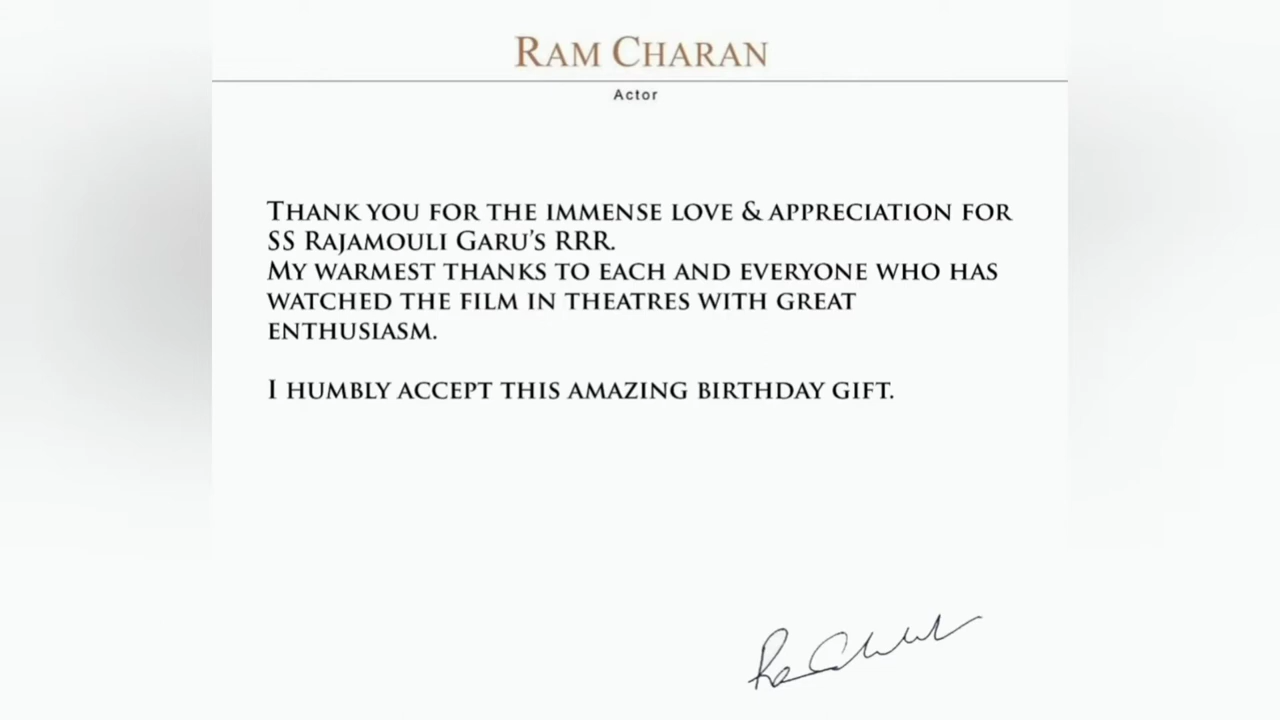 RAM CHARAN
Actor
THANK YOU FOR THE IMMENSE LOVE & APPRECIATION FOR
SS RAJAMOULI GARU'S RRR.
MY WARMEST THANKS TO EACH AND EVERYONE WHO HAS
WATCHED THE FILM IN THEATRES WITH GREAT
ENTHUSIASM.
I HUMBLY ACCEPT THIS AMAZING BIRTHDAY GIFT.